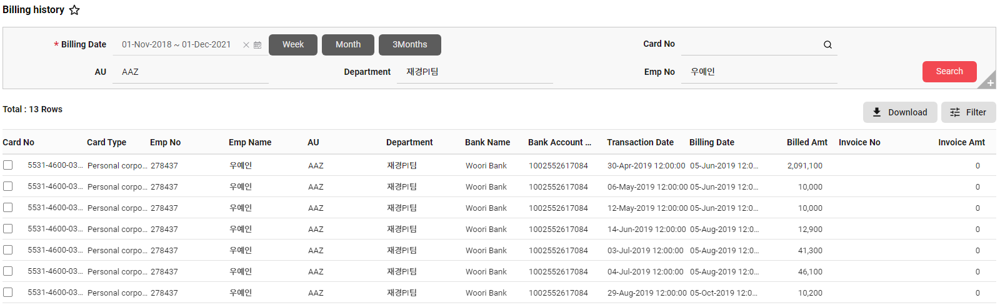 Billing history
* Billing Date 01-Nov-2018 ~ 01-Dec-2021 Week Month 3Months Card No
AU AAZ Department 재경PI팀 Emp No 우예인 Search
Total : 13 Rows Download Filter
Card No Card Type Emp No Emp Name AU Department Bank Name Bank Account ... Transaction Date Billing Date Billed Amt Invoice No Invoice Amt
5531-4600-03... Personal corpo... 278437 우예인 AAZ 재경PI팀 Woori Bank 1002552617084 30-Apr-2019 12:00:00 05-Jun-2019 12:0... 2,091,100 0
5531-4600-03... Personal corpo... 278437 우예인 AAZ 재경PI팀 Woori Bank 1002552617084 06-May-2019 12:00:00 05-Jun-2019 12:0... 10,000 0
5531-4600-03... Personal corpo... 278437 우예인 AAZ 재경PI팀 Woori Bank 1002552617084 12-May-2019 12:00:00 05-Jun-2019 12:0... 10,000 0
5531-4600-03... Personal corpo... 278437 우예인 AAZ 재경PI팀 Woori Bank 1002552617084 14-Jun-2019 12:00:00 05-Aug-2019 12:0... 12,900 0
5531-4600-03... Personal corpo... 278437 우예인 AAZ 재경PI팀 Woori Bank 1002552617084 03-Jul-2019 12:00:00 05-Aug-2019 12:0... 41,300 0
5531-4600-03... Personal corpo... 278437 우예인 AAZ 재경PI팀 Woori Bank 1002552617084 04-Jul-2019 12:00:00 05-Aug-2019 12:0... 46,100 0
5531-4600-03... Personal corpo... 278437 우예인 AAZ 재경PI팀 Woori Bank 1002552617084 29-Aug-2019 12:00:00 05-Oct-2019 12:0... 10,200 0